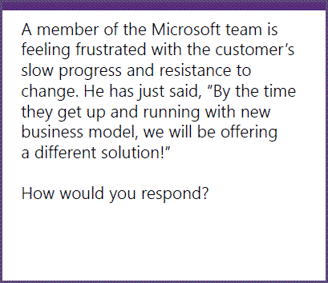 A member of the Microsoft team is
feeling frustrated with the customer's
slow progress and resistance to
change. He has just said, "By the time
they get up and running with new
business model, we will be offering
a different solution!"
How would you respond?